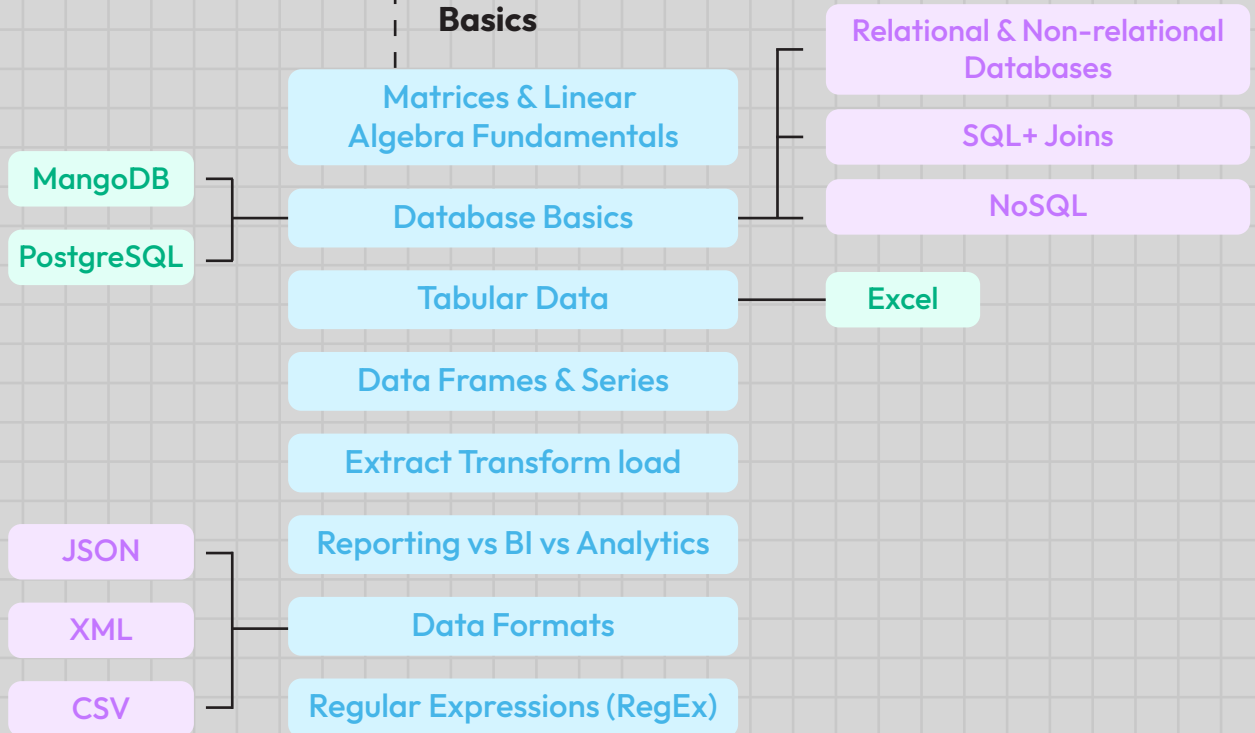 Basics
Relational & Non-relational
Databases
Matrices & Linear
Algebra Fundamentals
SQL+ Joins
MangoDB
Database Basics
NoSQL
PostgreSQL
Tabular Data
Excel
Data Frames & Series
Extract Transform load
Reporting vs BI vs Analytics
JSON
Data Formats
XML
Regular Expressions (RegEx)
CSV